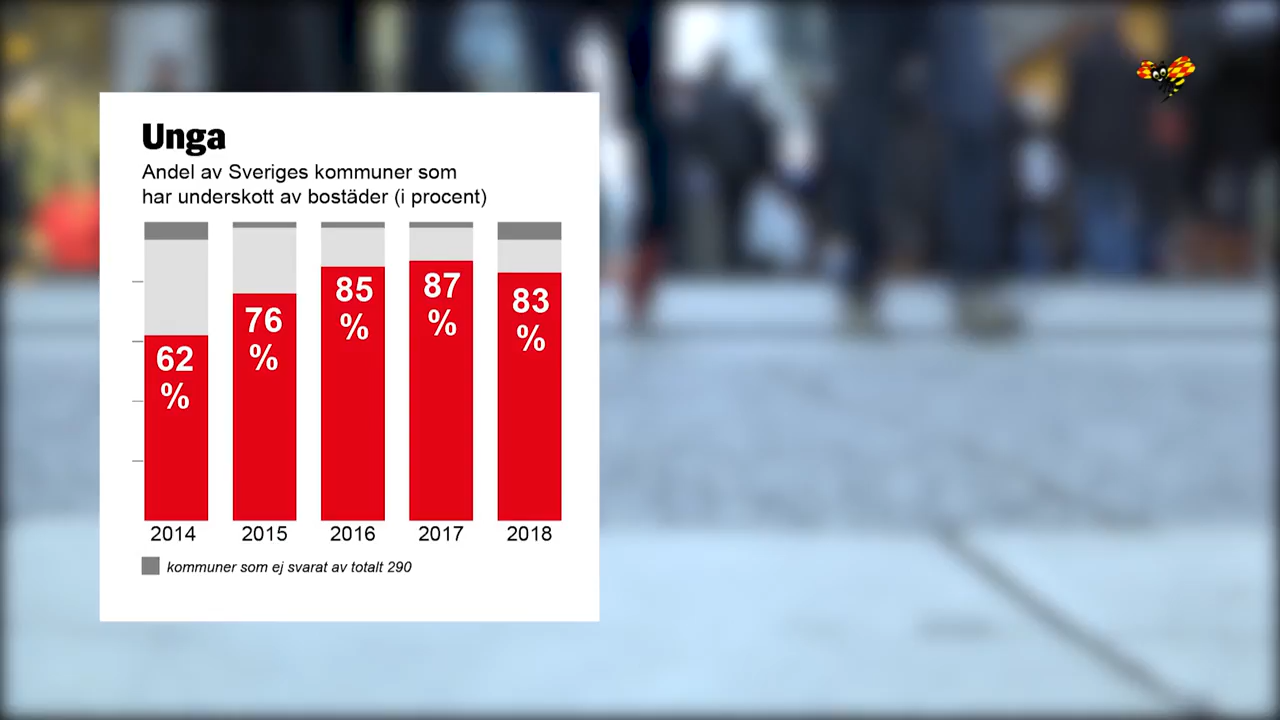 Unga
Andel av Sveriges kommuner som
har underskott av bostäder (i procent)
62
%
76
%
85
%
87
%
83
%
2014 2015 2016 2017 2018
kommuner som ej svarat av totalt 290